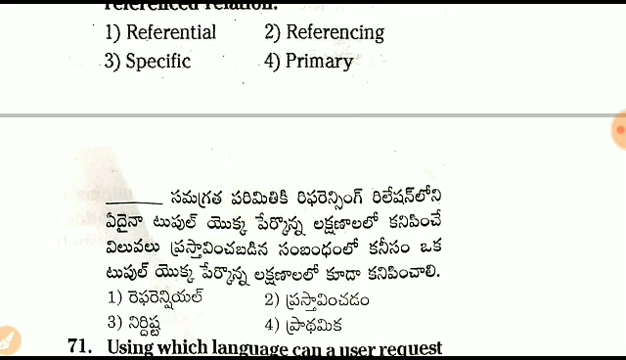 referenced relation.
1) Referential 2) Referencing
3) Specific 4) Primary
______ సమగ్రత పరిమితికి రిఫరెన్సింగ్ రిలేషన్‌లోని
ఏదైనా టుపుల్ యొక్క పేర్కొన్న లక్షణాలలో కనిపించే
విలువలు ప్రస్తావించబడిన సంబంధంలో కనీసం ఒక
టుపుల్ యొక్క పేర్కొన్న లక్షణాలలో కూడా కనిపించాలి.
1) రెఫరెన్షియల్ 2) ప్రస్తావించడం
3) నిర్దిష్ట 4) ప్రాథమిక
71. Using which language can a user request